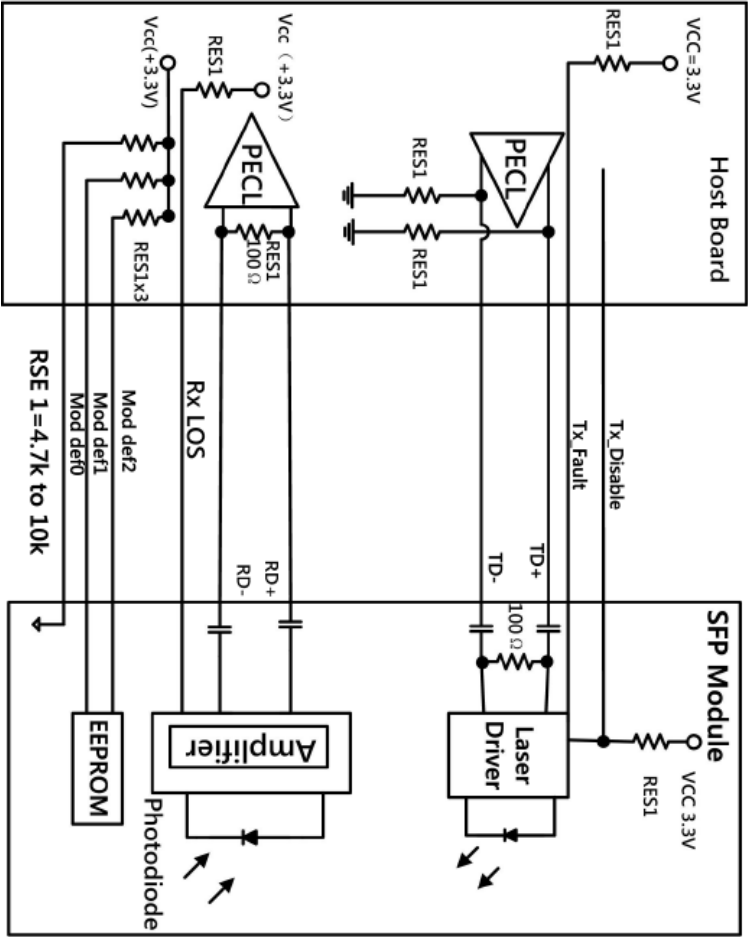 Host Board
SFP Module
VCC=3.3V
VCC 3.3V
RES1
RES1
Tx_Disable
Tx_Fault
PECL
TD+
TD-
100Ω
Laser
Driver
RES1
RES1
Vcc（+3.3V）
RES1
PECL
RES1
100Ω
RD+
RD-
Amplifier
Rx LOS
Vcc(+3.3V)
RES1x3
Photodiode
Mod def2
Mod def1
Mod def0
EEPROM
RSE 1=4.7k to 10k